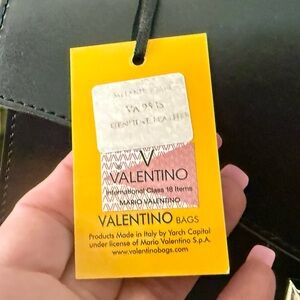 V
VALENTINO
International Class 18 Items
MARIO VALENTINO
VALENTINO BAGS
Products Made in Italy by Yarch Capitol
under license of Mario Valentino S.p.A.
www.valentinobags.com